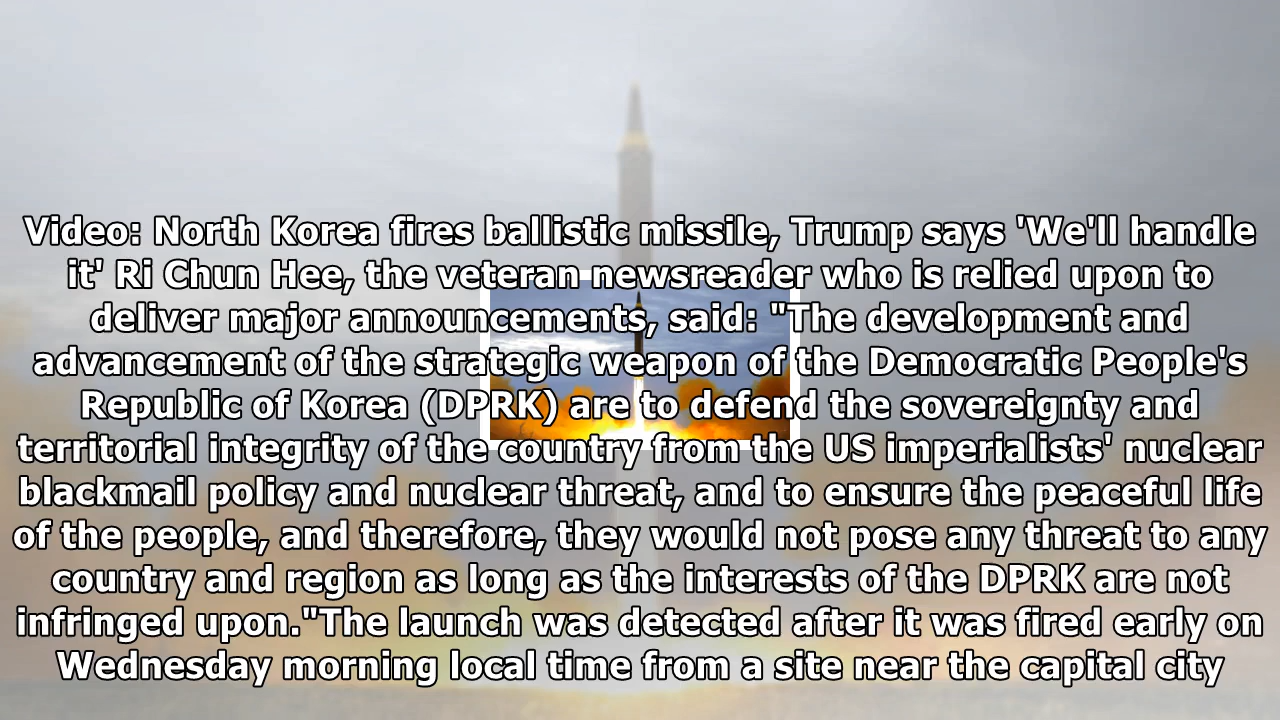 Video: North Korea fires ballistic missile, Trump says 'We'll handle
it' Ri Chun Hee, the veteran newsreader who is relied upon to
deliver major announcements, said: "The development and
advancement of the strategic weapon of the Democratic People's
Republic of Korea (DPRK) are to defend the sovereignty and
territorial integrity of the country from the US imperialists' nuclear
blackmail policy and nuclear threat, and to ensure the peaceful life
of the people, and therefore, they would not pose any threat to any
country and region as long as the interests of the DPRK are not
infringed upon."The launch was detected after it was fired early on
Wednesday morning local time from a site near the capital city